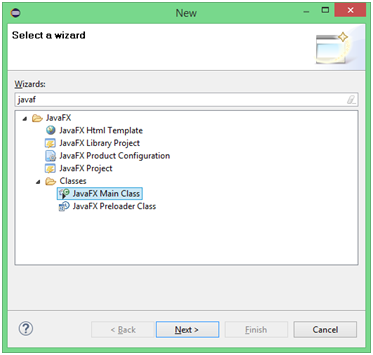 New
Select a wizard
Wizards:
javaf
JavaFX
JavaFX Html Template
JavaFX Library Project
JavaFX Product Configuration
JavaFX Project
Classes
JavaFX Main Class
JavaFX Preloader Class
? < Back Next > Finish Cancel